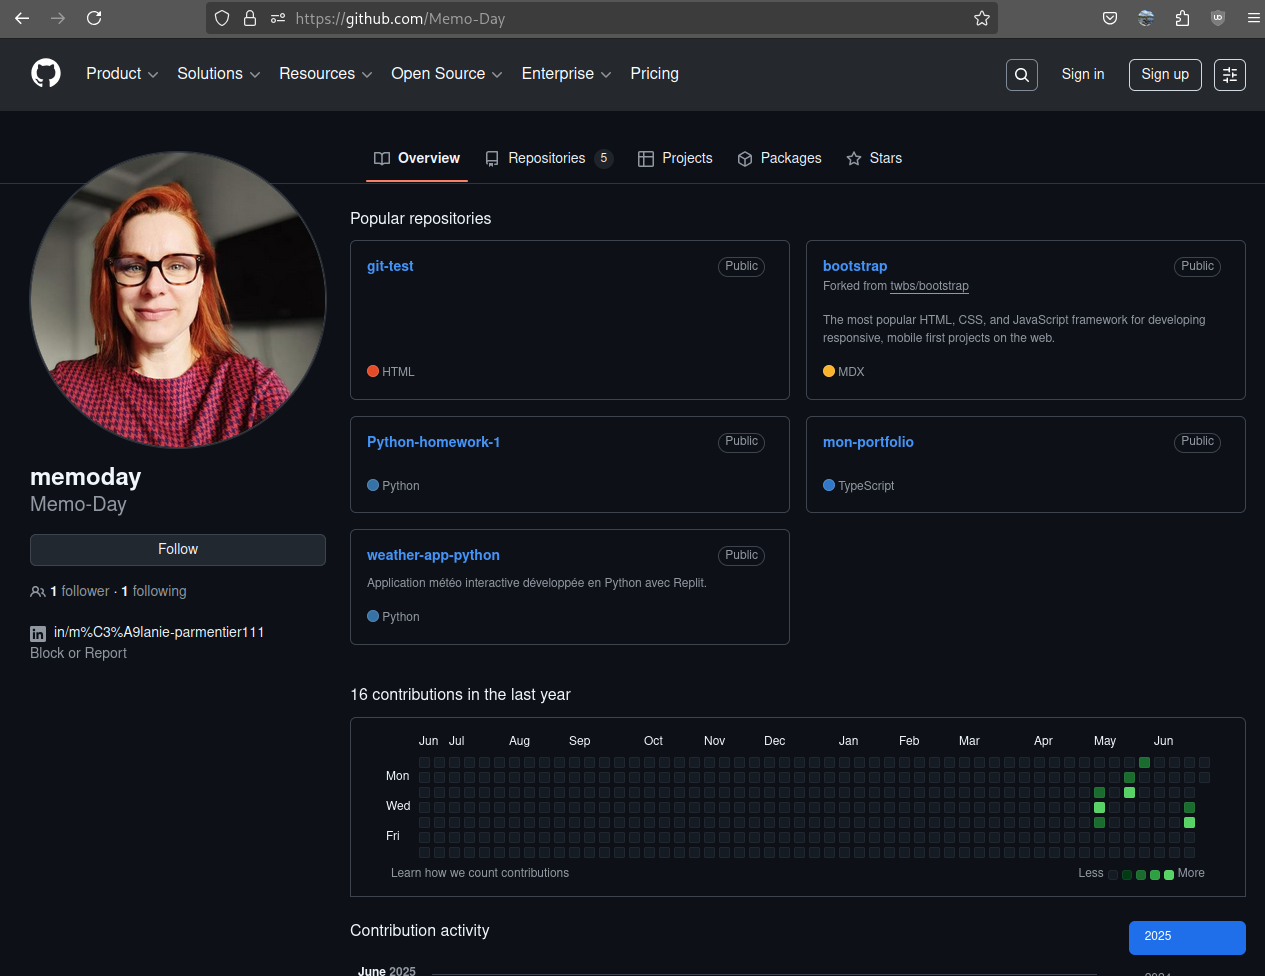 https://github.com/Memo-Day
Product
Solutions
Resources
Open Source
Enterprise
Pricing
Sign in
Sign up
Overview
Repositories 5
Projects
Packages
Stars
memoday
Memo-Day
Follow
1 follower · 1 following
in/m%C3%A9lanie-parmentier111
Block or Report
Popular repositories
git-test
Public
HTML
bootstrap
Public
Forked from twbs/bootstrap
The most popular HTML, CSS, and JavaScript framework for developing
responsive, mobile first projects on the web.
MDX
Python-homework-1
Public
Python
mon-portfolio
Public
TypeScript
weather-app-python
Public
Application météo interactive développée en Python avec Replit.
Python
16 contributions in the last year
Jun Jul Aug Sep Oct Nov Dec Jan Feb Mar Apr May Jun
Mon
Wed
Fri
Learn how we count contributions
Less More
Contribution activity
2025
June 2025